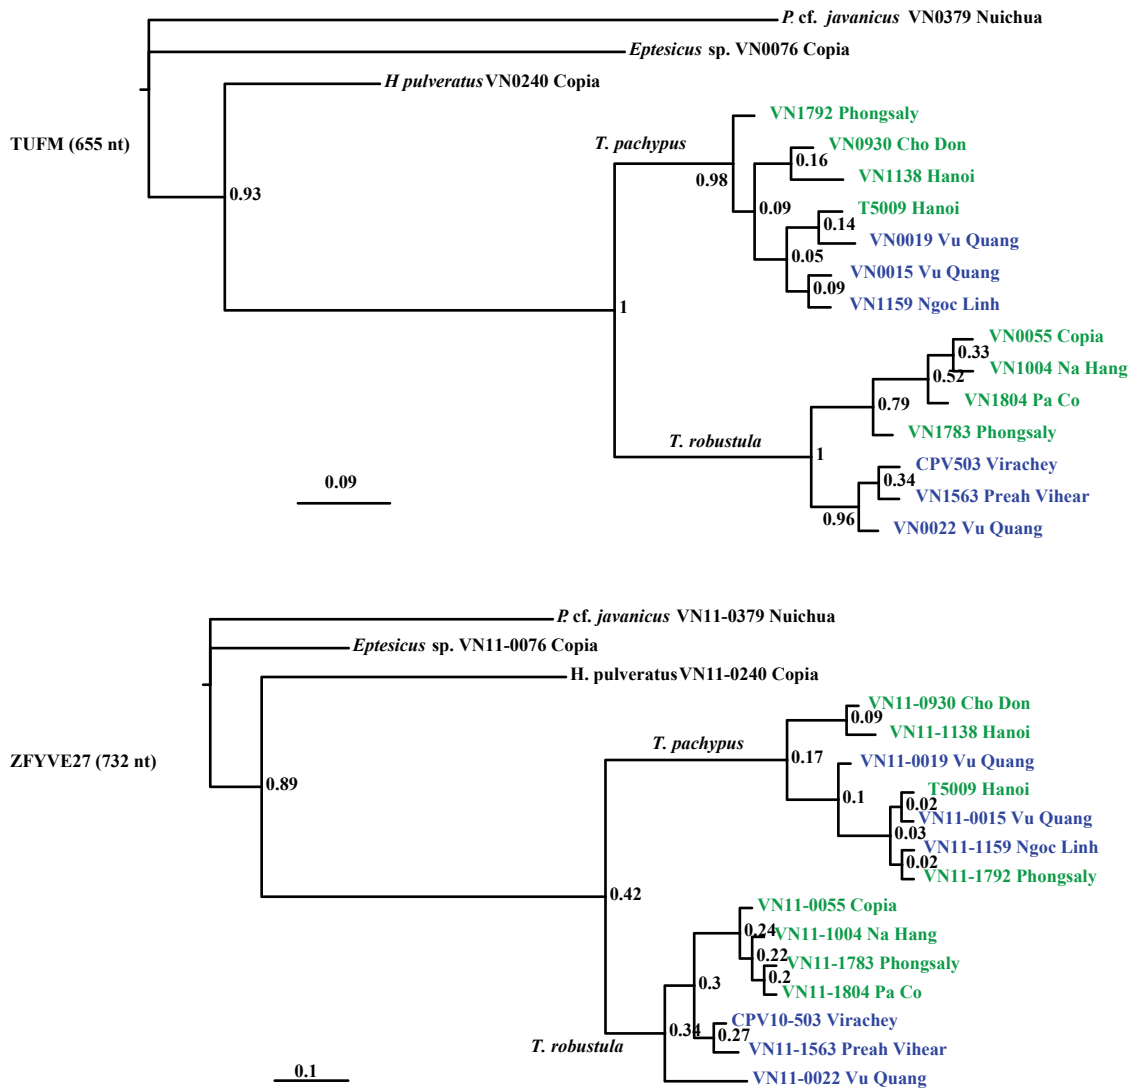 P. cf. javanicus VN0379 Nuichua
Eptesicus sp. VN0076 Copia
H pulveratus VN0240 Copia
VN1792 Phongsaly
TUFM (655 nt)
T. pachypus
VN0930 Cho Don
0.16
VN1138 Hanoi
0.98
0.93
0.09
T5009 Hanoi
0.14
VN0019 Vu Quang
0.05
VN0015 Vu Quang
0.09
VN1159 Ngoc Linh
1
VN0055 Copia
0.33
VN1004 Na Hang
0.52
VN1804 Pa Co
0.79
VN1783 Phongsaly
T. robustula
1
CPV503 Virachey
0.34
VN1563 Preah Vihear
0.96
VN0022 Vu Quang
0.09
P. cf. javanicus VN11-0379 Nuichua
Eptesicus sp. VN11-0076 Copia
H. pulveratus VN11-0240 Copia
VN11-0930 Cho Don
0.09
VN11-1138 Hanoi
T. pachypus
0.17
ZFYVE27 (732 nt)
VN11-0019 Vu Quang
0.89
0.1
T5009 Hanoi
0.02
VN11-0015 Vu Quang
0.03
VN11-1159 Ngoc Linh
0.02
VN11-1792 Phongsaly
0.42
VN11-0055 Copia
0.24
VN11-1004 Na Hang
0.22
VN11-1783 Phongsaly
0.2
0.3
VN11-1804 Pa Co
CPV10-503 Virachey
0.34
0.27
T. robustula
VN11-1563 Preah Vihear
0.1
VN11-0022 Vu Quang